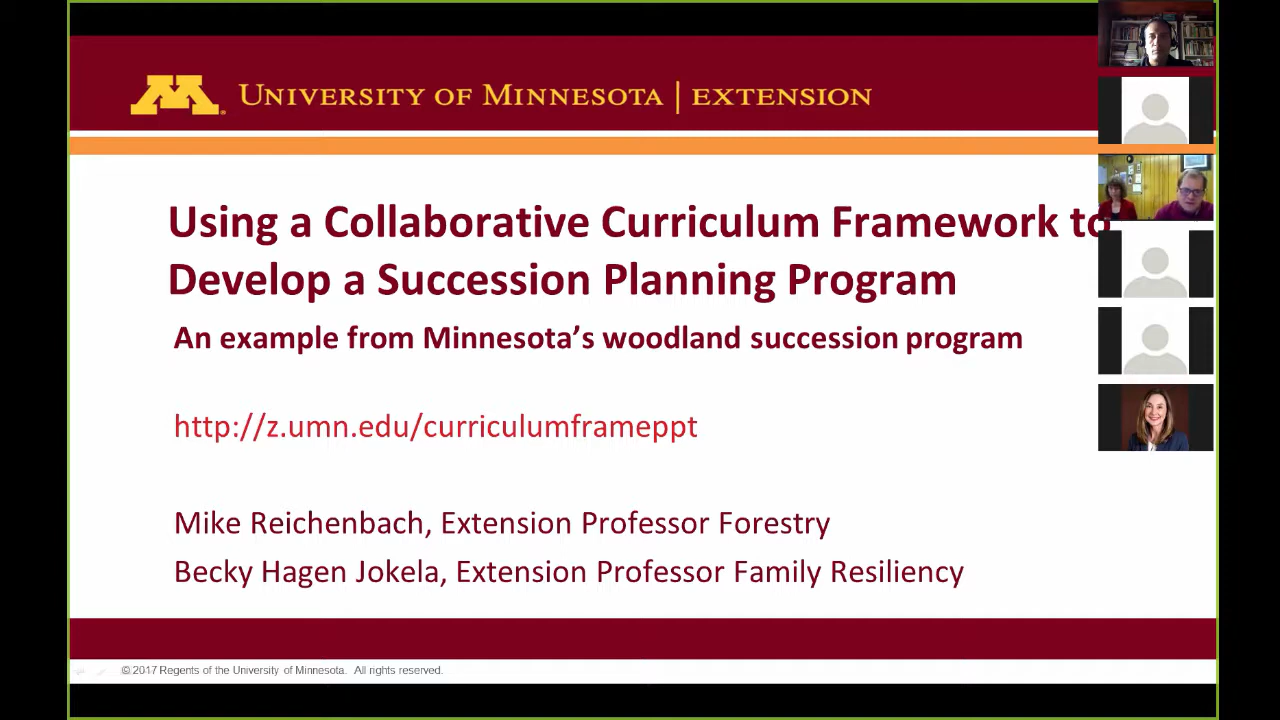 UNIVERSITY OF MINNESOTA | EXTENSION
Using a Collaborative Curriculum Framework to
Develop a Succession Planning Program
An example from Minnesota’s woodland succession program
http://z.umn.edu/curriculumframeppt
Mike Reichenbach, Extension Professor Forestry
Becky Hagen Jokela, Extension Professor Family Resiliency
© 2017 Regents of the University of Minnesota. All rights reserved.